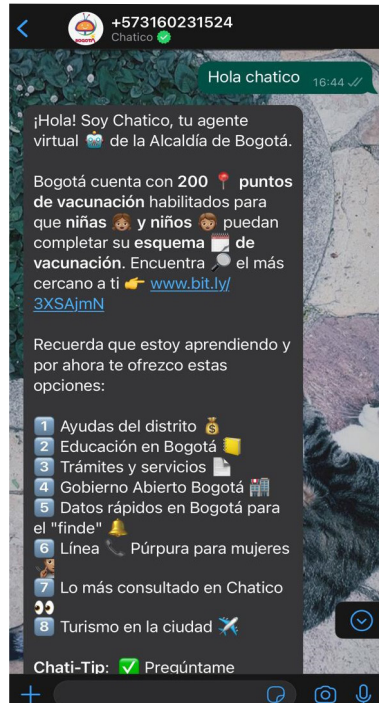 +573160231524
Chatico
BOGOTÁ
Hola chatico 16:44
¡Hola! Soy Chatico, tu agente
virtual 🤖 de la Alcaldía de Bogotá.
Bogotá cuenta con 200 📍 puntos
de vacunación habilitados para
que niñas 👧🏽 y niños 👦🏽 puedan
completar su esquema 🗓️ de
vacunación. Encuentra 🔎 el más
cercano a ti 👉 www.bit.ly/
3XSAjmN
Recuerda que estoy aprendiendo y
por ahora te ofrezco estas
opciones:
1️⃣ Ayudas del distrito 💰
2️⃣ Educación en Bogotá 📒
3️⃣ Trámites y servicios 📄
4️⃣ Gobierno Abierto Bogotá 🏢
5️⃣ Datos rápidos en Bogotá para
el "finde" 🔔
6️⃣ Línea 📞 Púrpura para mujeres
7️⃣ Lo más consultado en Chatico
👀
8️⃣ Turismo en la ciudad ✈️
Chati-Tip: ✅ Pregúntame